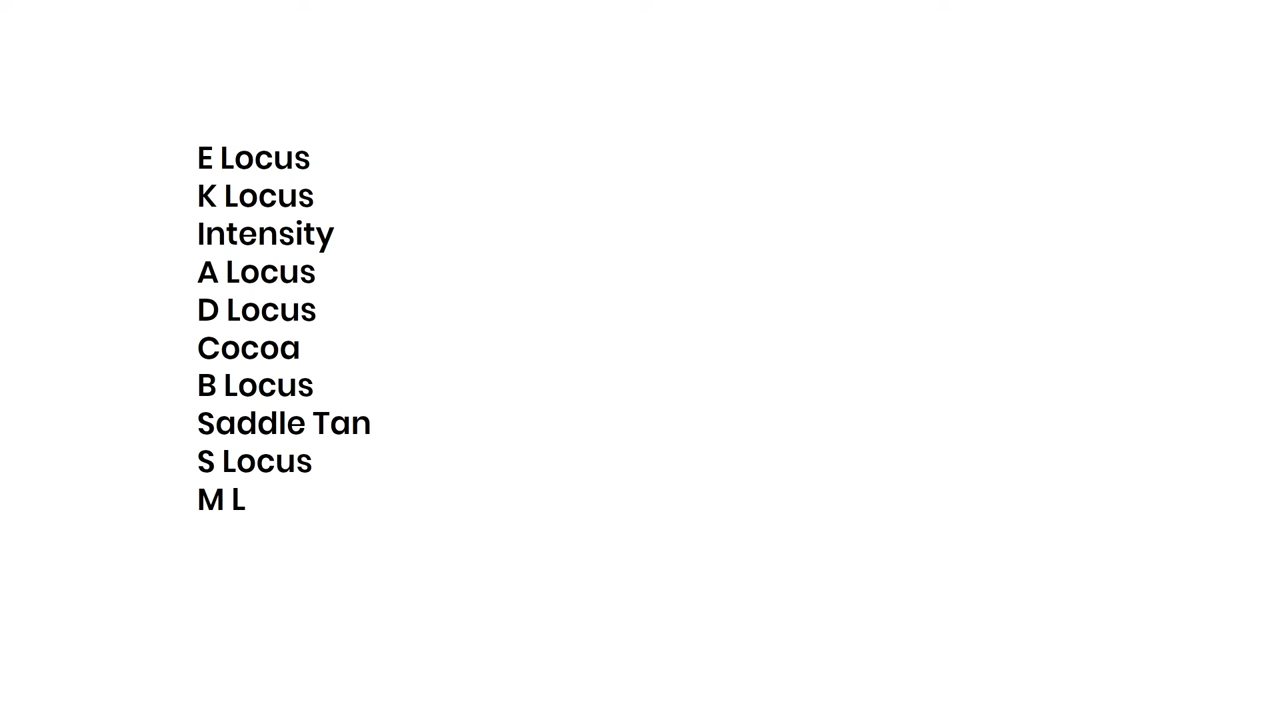 E Locus
K Locus
Intensity
A Locus
D Locus
Cocoa
B Locus
Saddle Tan
S Locus
M L